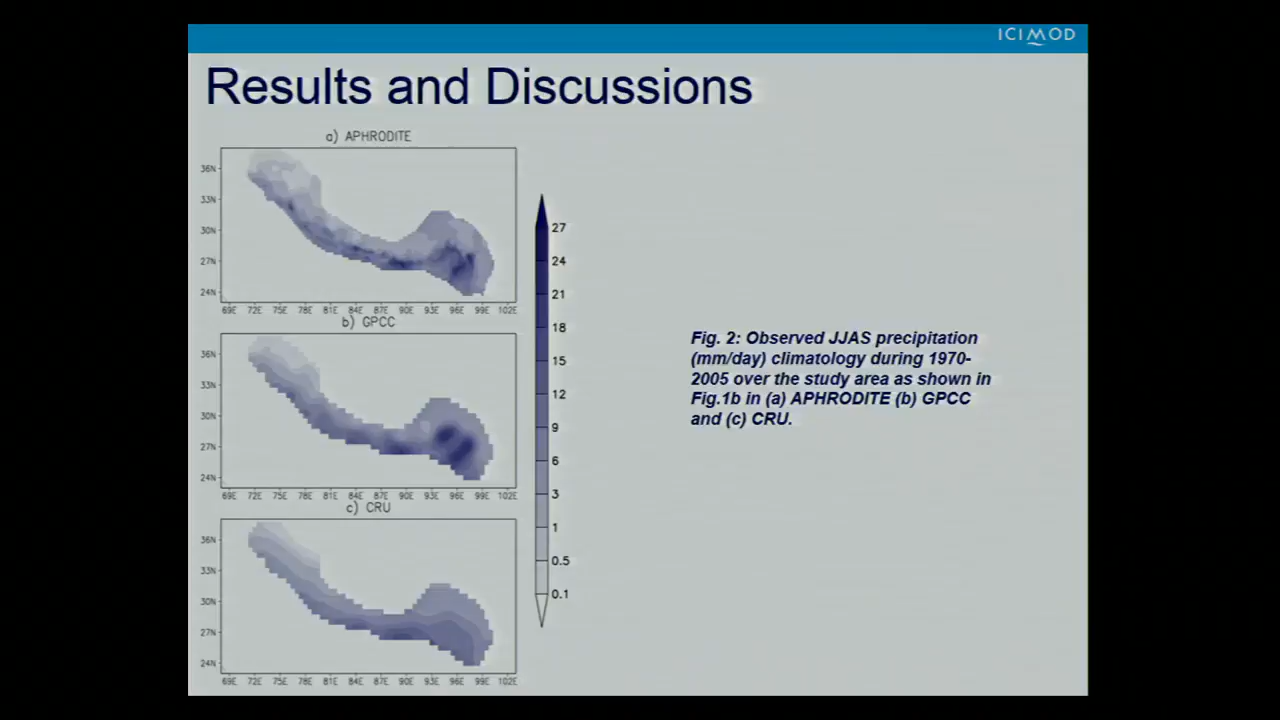 ICIMOD
Results and Discussions
a) APHRODITE
36N
33N
30N
27N
24N
69E 72E 75E 78E 81E 84E 87E 90E 93E 96E 99E 102E
b) GPCC
36N
33N
30N
27N
24N
69E 72E 75E 78E 81E 84E 87E 90E 93E 96E 99E 102E
c) CRU
36N
33N
30N
27N
24N
69E 72E 75E 78E 81E 84E 87E 90E 93E 96E 99E 102E
27
24
21
18
15
12
9
6
3
1
0.5
0.1
Fig. 2: Observed JJAS precipitation
(mm/day) climatology during 1970-
2005 over the study area as shown in
Fig.1b in (a) APHRODITE (b) GPCC
and (c) CRU.